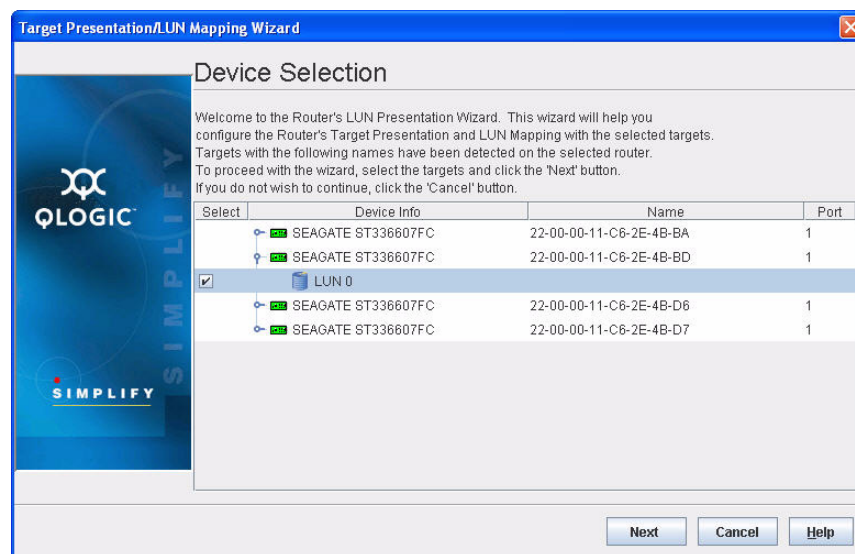 Target Presentation/LUN Mapping Wizard
Device Selection
Welcome to the Router's LUN Presentation Wizard. This wizard will help you
configure the Router's Target Presentation and LUN Mapping with the selected targets.
Targets with the following names have been detected on the selected router.
To proceed with the wizard, select the targets and click the 'Next' button.
If you do not wish to continue, click the 'Cancel' button.
QLOGIC
SIMPLIFY
SIMPLIFY
Select Device Info Name Port
SEAGATE ST336607FC 22-00-00-11-C6-2E-4B-BA 1
SEAGATE ST336607FC 22-00-00-11-C6-2E-4B-BD 1
LUN 0
SEAGATE ST336607FC 22-00-00-11-C6-2E-4B-D6 1
SEAGATE ST336607FC 22-00-00-11-C6-2E-4B-D7 1
Next Cancel Help